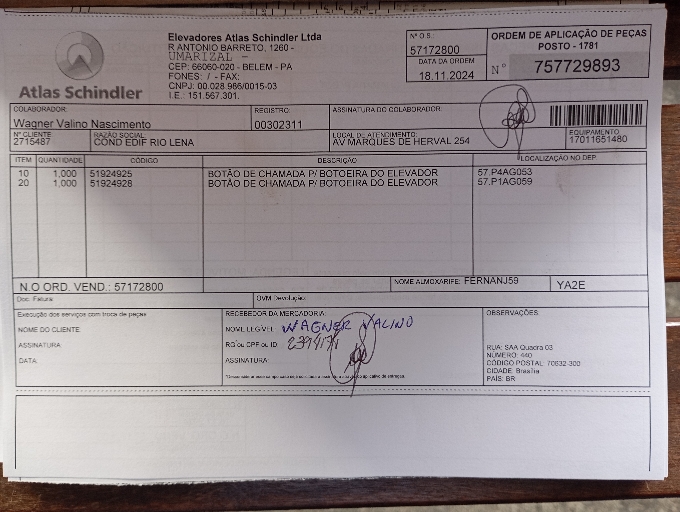 Atlas Schindler
Elevadores Atlas Schindler Ltda
R ANTONIO BARRETO, 1260 -
UMARIZAL -
CEP: 66060-020 - BELEM - PA
FONES: / - FAX:
CNPJ: 00.028.986/0015-03
I.E.: 151.567.301.
Nº O.S.
57172800
DATA DA ORDEM
18.11.2024
ORDEM DE APLICAÇÃO DE PEÇAS
POSTO - 1781
Nº 757729893
COLABORADOR: REGISTRO: ASSINATURA DO COLABORADOR:
Wagner Valino Nascimento 00302311
Nº CLIENTE RAZÃO SOCIAL LOCAL DE ATENDIMENTO: EQUIPAMENTO
2715487 COND EDIF RIO LENA AV MARQUES DE HERVAL 254 17011651480
ITEM QUANTIDADE CÓDIGO DESCRIÇÃO LOCALIZAÇÃO NO DEP
10 1,000 51924925 BOTÃO DE CHAMADA P/ BOTOEIRA DO ELEVADOR 57.P4AG053
20 1,000 51924928 BOTÃO DE CHAMADA P/ BOTOEIRA DO ELEVADOR 57.P1AG059
N.O ORD. VEND.: 57172800 NOME ALMOXARIFE: FERNANJ59 YA2E
Doc. Fatura OVM Devolução
Execução dos serviços com troca de peças
NOME DO CLIENTE
ASSINATURA
DATA:
RECEBEDOR DA MERCADORIA:
NOME LEGÍVEL: WAGNER VALINO
RG ou CPF ou ID
ASSINATURA:
OBSERVAÇÕES:
RUA: SAA Quadra 03
NÚMERO: 440
CÓDIGO POSTAL: 70632-300
CIDADE: Brasília
PAÍS: BR